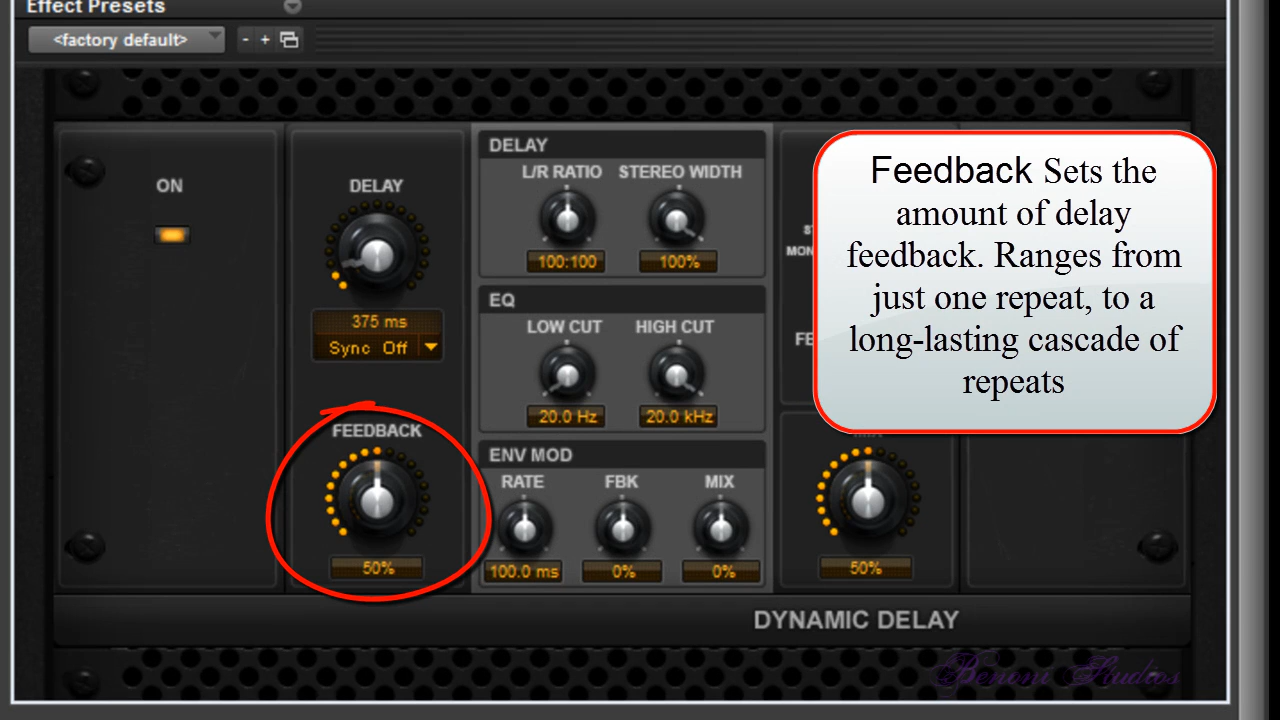 Effect Presets
<factory default>
- +
ON
DELAY
375 ms
Sync Off
FEEDBACK
50%
DELAY
L/R RATIO STEREO WIDTH
100:100 100%
EQ
LOW CUT HIGH CUT
20.0 Hz 20.0 kHz
ENV MOD
RATE FBK MIX
100.0 ms 0% 0%
Feedback Sets the
amount of delay
feedback. Ranges from
just one repeat, to a
long-lasting cascade of
repeats
50%
DYNAMIC DELAY
Benoni Studios